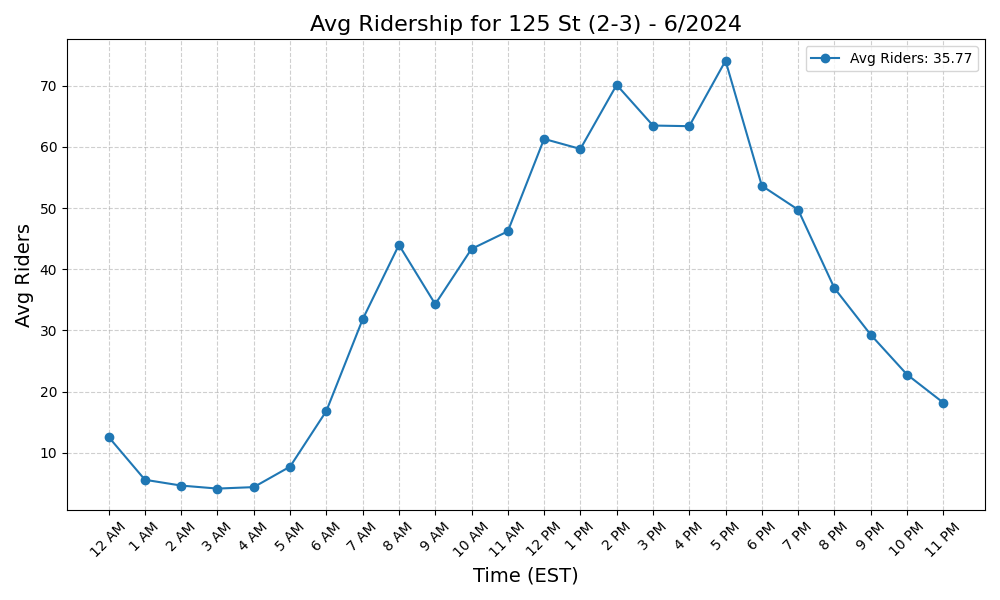 Avg Ridership for 125 St (2-3) - 6/2024
Avg Riders: 35.77
Avg Riders
70
60
50
40
30
20
10
12 AM
1 AM
2 AM
3 AM
4 AM
5 AM
6 AM
7 AM
8 AM
9 AM
10 AM
11 AM
12 PM
1 PM
2 PM
3 PM
4 PM
5 PM
6 PM
7 PM
8 PM
9 PM
10 PM
11 PM
Time (EST)